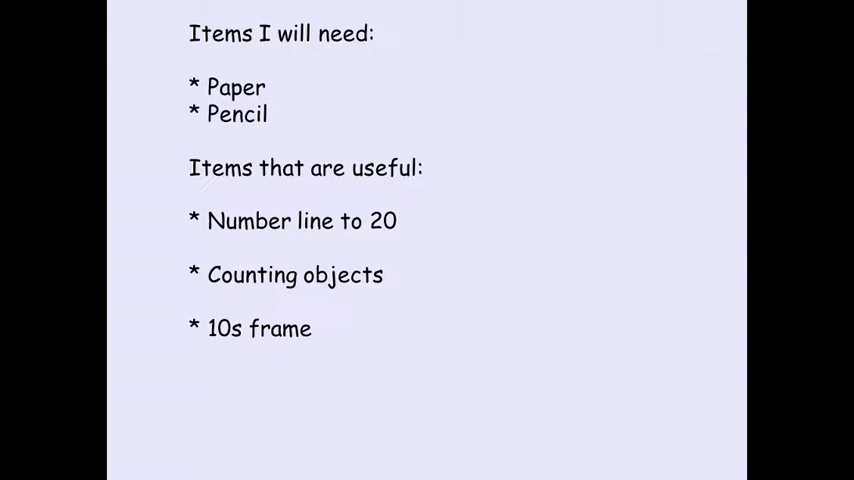 Items I will need:
* Paper
* Pencil
Items that are useful:
* Number line to 20
* Counting objects
* 10s frame